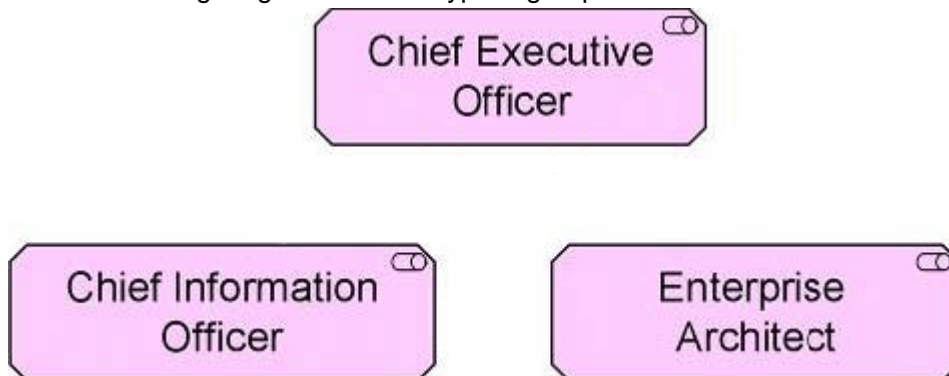 Chief Executive
Officer
Chief Information
Officer
Enterprise
Architect